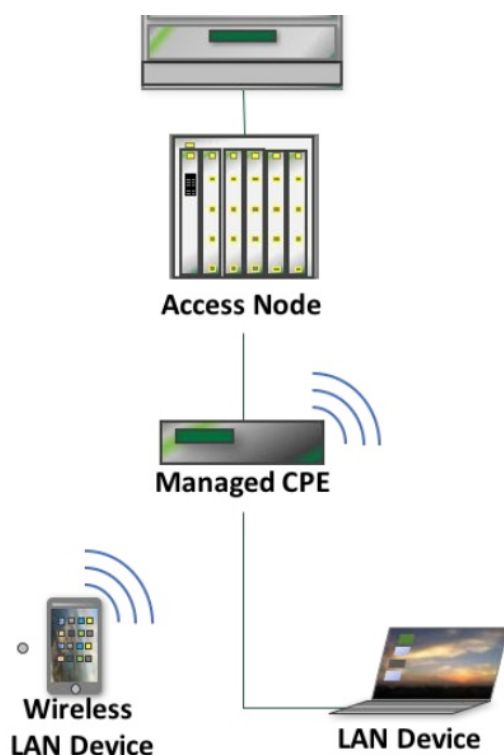 Access Node
Managed CPE
Wireless
LAN Device
LAN Device